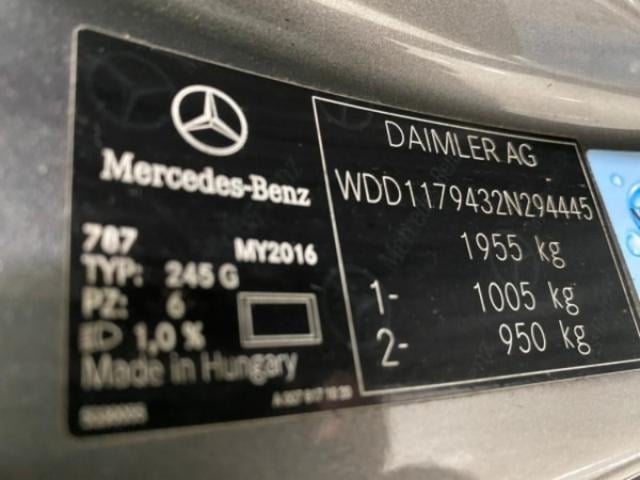 Mercedes-Benz
787 MY2016
TYP: 245 G
PZ: 6
1,0 %
Made in Hungary
DAIMLER AG
WDD1179432N294445
1955 kg
1- 1005 kg
2- 950 kg